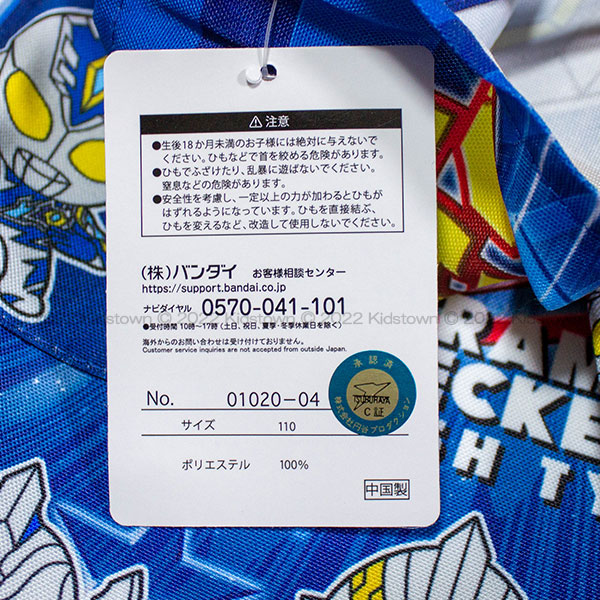 ⚠ 注意
●生後18か月未満のお子様には絶対に与えないで
ください。ひもなどで首を絞める危険があります。
●ひもでふざけたり、乱暴に遊ばないでください。
窒息などの危険があります。
●安全性を考慮し、一定以上の力が加わるとひもが
はずれるようになっています。ひもを直接結ぶ、
ひもを変えるなど、改造して使用しないでください。
(株)バンダイ お客様相談センター
https://support.bandai.co.jp
ナビダイヤル 0570-041-101
●受付時間 10時~17時(土日、祝日、夏季・冬季休業日を除く)
© 2022 Kidstown © 2022 Kidstown © 2022 Kidstown © 2022 Kidstown
海外からのお問い合わせは受け付けておりません。
Customer service inquiries are not accepted from outside Japan.
承認済
TSUBURAYA
C証
株式会社円谷プロダクション
No. 01020-04
サイズ 110
ポリエステル 100%
中国製
RAM
CKE
H TY